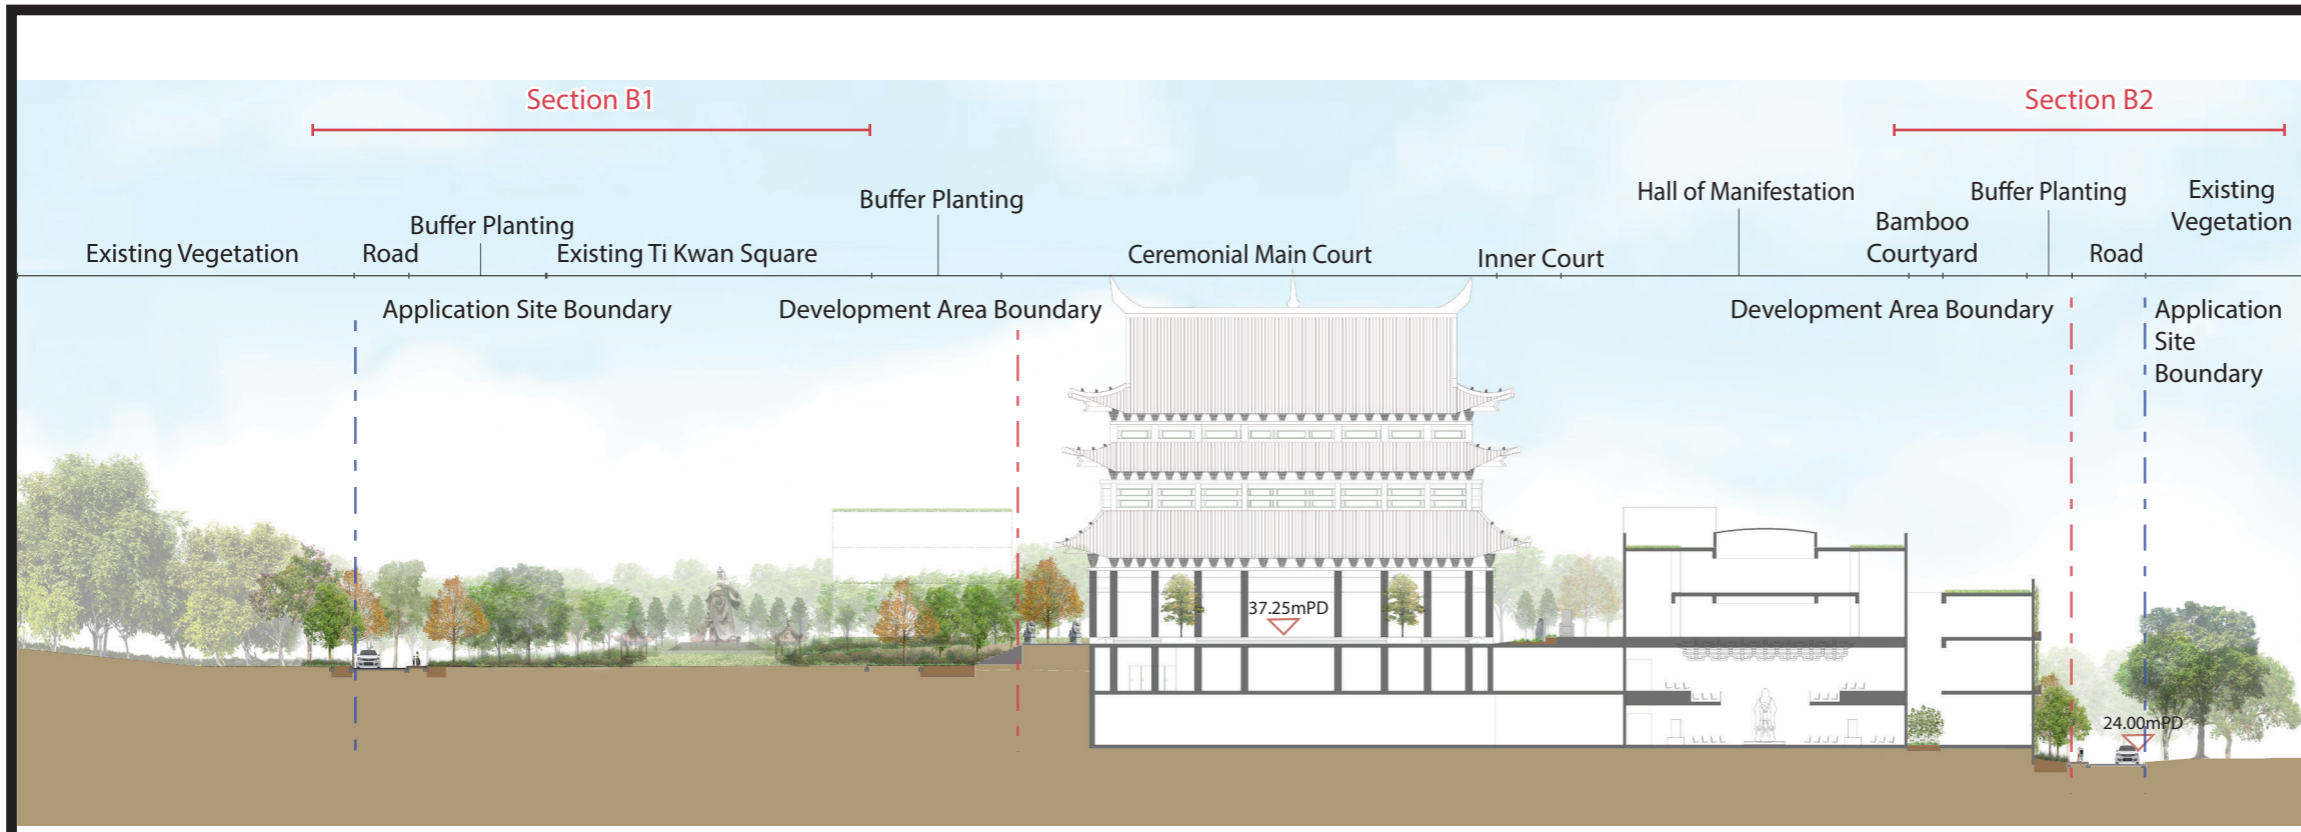 Section B1
Section B2
Existing Vegetation
Road
Buffer Planting
Existing Ti Kwan Square
Buffer Planting
Ceremonial Main Court
Inner Court
Hall of Manifestation
Bamboo
Courtyard
Buffer Planting
Road
Existing
Vegetation
Application Site Boundary
Development Area Boundary
Development Area Boundary
Application
Site
Boundary
37.25mPD
24.00mPD